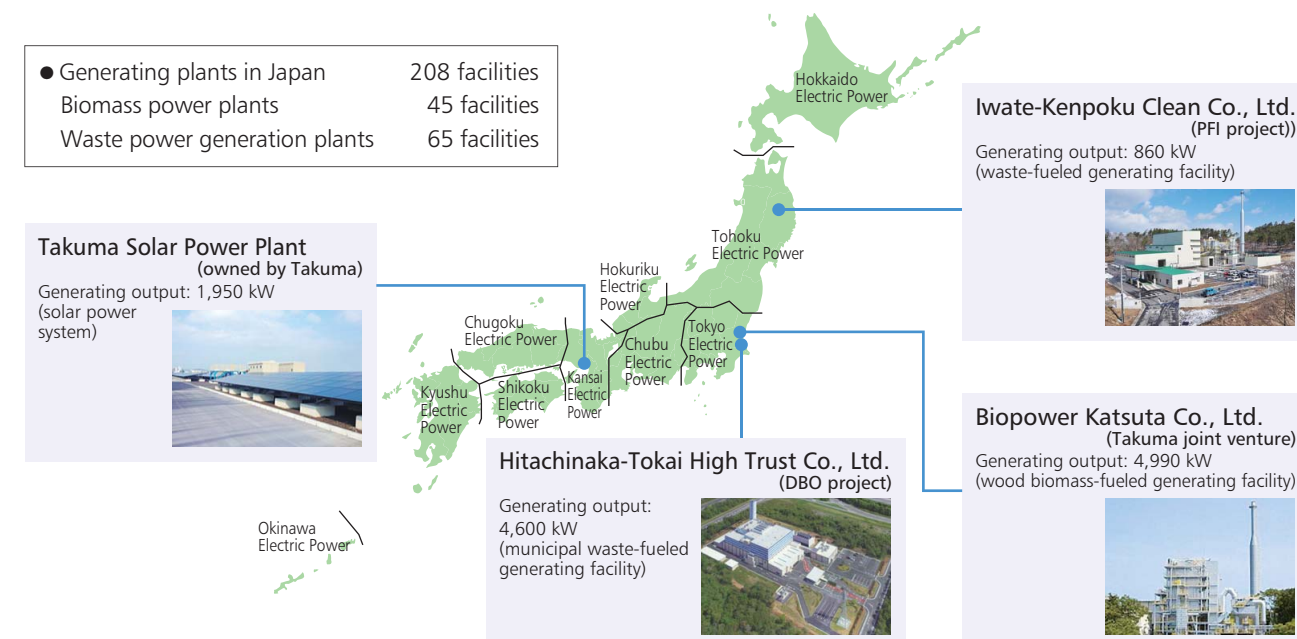 ● Generating plants in Japan 208 facilities
Biomass power plants 45 facilities
Waste power generation plants 65 facilities
Hokkaido
Electric Power
Iwate-Kenpoku Clean Co., Ltd.
(PFI project))
Generating output: 860 kW
(waste-fueled generating facility)
Takuma Solar Power Plant
(owned by Takuma)
Generating output: 1,950 kW
(solar power
system)
Tohoku
Electric Power
Hokuriku
Electric
Power
Chugoku
Electric Power
Tokyo
Electric
Power
Chubu
Electric
Power
Kansai
Electric
Power
Shikoku
Electric
Power
Kyushu
Electric
Power
Hitachinaka-Tokai High Trust Co., Ltd.
(DBO project)
Generating output:
4,600 kW
(municipal waste-fueled
generating facility)
Biopower Katsuta Co., Ltd.
(Takuma joint venture)
Generating output: 4,990 kW
(wood biomass-fueled generating facility)
Okinawa
Electric Power